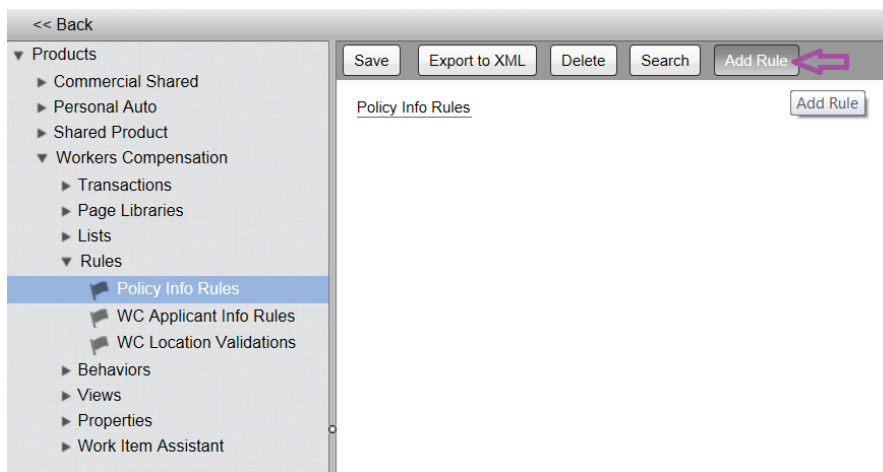 << Back
Products
Commercial Shared
Personal Auto
Shared Product
Workers Compensation
Transactions
Page Libraries
Lists
Rules
Policy Info Rules
WC Applicant Info Rules
WC Location Validations
Behaviors
Views
Properties
Work Item Assistant
Save Export to XML Delete Search Add Rule
Policy Info Rules
Add Rule